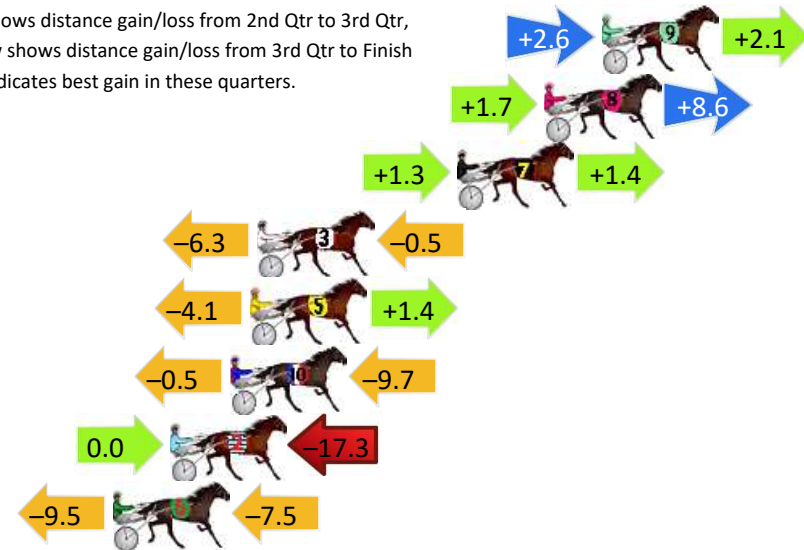 ows distance gain/loss from 2nd Qtr to 3rd Qtr,
shows distance gain/loss from 3rd Qtr to Finish
dicates best gain in these quarters.
+2.6 9 +2.1
+1.7 8 +8.6
+1.3 7 +1.4
–6.3 3 –0.5
–4.1 5 +1.4
–0.5 10 –9.7
0.0 2 –17.3
–9.5 6 –7.5